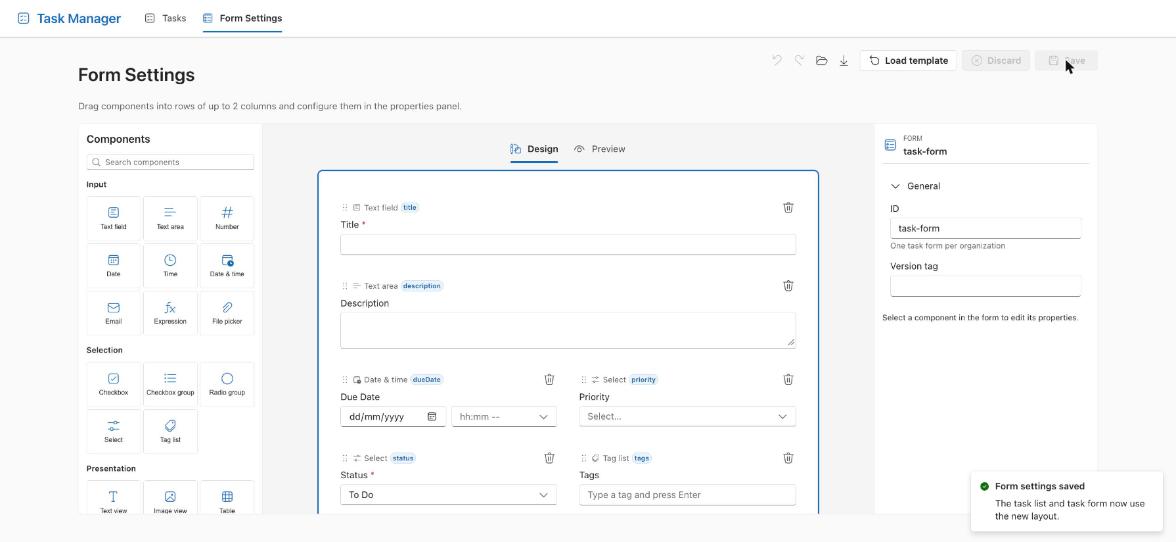 Task Manager
Tasks
Form Settings
Form Settings
Load template
Discard
Drag components into rows of up to 2 columns and configure them in the properties panel.
Components
Search components
Input
Text field
Text area
Number
Date
Time
Date & time
Email
fx
Expression
File picker
Selection
Checkbox
Checkbox group
Radio group
Select
Tag list
Presentation
Text view
Image view
Table
Design
Preview
Text field title
Title *
Text area description
Description
Date & time dueDate
Select priority
Due Date
Priority
dd/mm/yyyy
hh:mm --
Select...
Select status
Tag list tags
Status *
Tags
To Do
Type a tag and press Enter
FORM
task-form
General
ID
task-form
One task form per organization
Version tag
Select a component in the form to edit its properties.
Form settings saved
The task list and task form now use
the new layout.